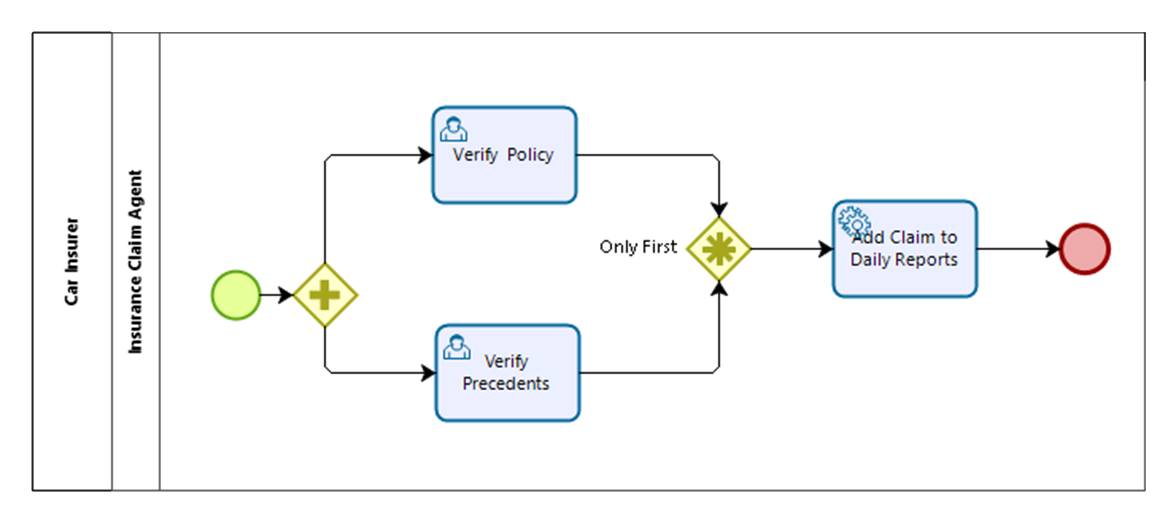 Car Insurer
Insurance Claim Agent
Verify Policy
Only First
Add Claim to
Daily Reports
Verify
Precedents